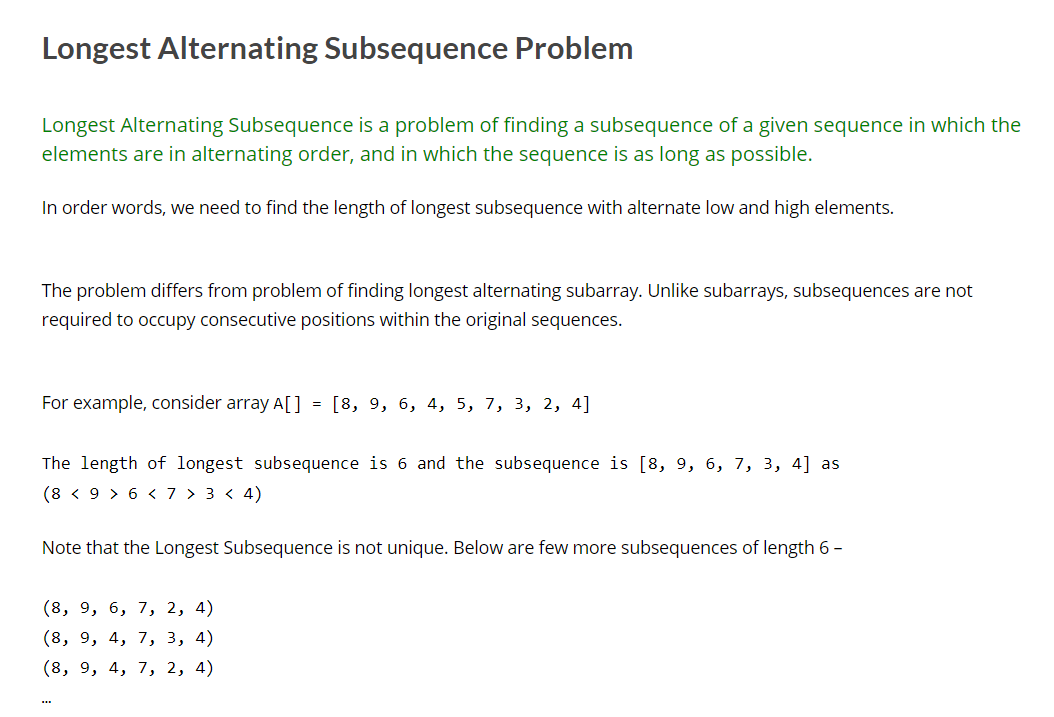 Longest Alternating Subsequence Problem
Longest Alternating Subsequence is a problem of finding a subsequence of a given sequence in which the
elements are in alternating order, and in which the sequence is as long as possible.
In order words, we need to find the length of longest subsequence with alternate low and high elements.
The problem differs from problem of finding longest alternating subarray. Unlike subarrays, subsequences are not
required to occupy consecutive positions within the original sequences.
For example, consider array A[] = [8, 9, 6, 4, 5, 7, 3, 2, 4]
The length of longest subsequence is 6 and the subsequence is [8, 9, 6, 7, 3, 4] as
(8 < 9 > 6 < 7 > 3 < 4)
Note that the Longest Subsequence is not unique. Below are few more subsequences of length 6 –
(8, 9, 6, 7, 2, 4)
(8, 9, 4, 7, 3, 4)
(8, 9, 4, 7, 2, 4)
…